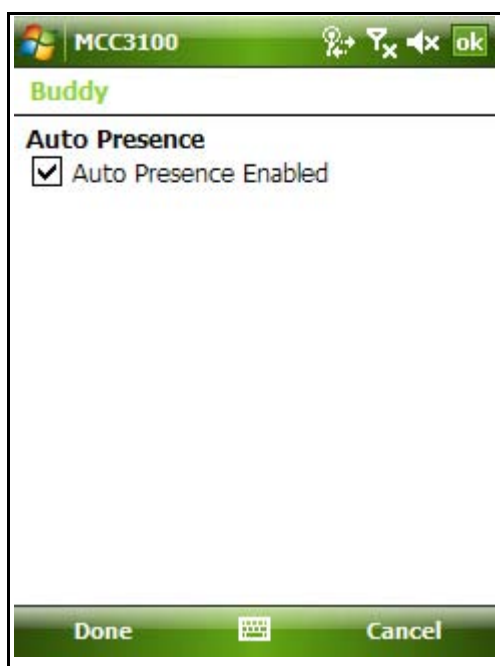 MCC3100 ok
Buddy
Auto Presence
Auto Presence Enabled
Done Cancel